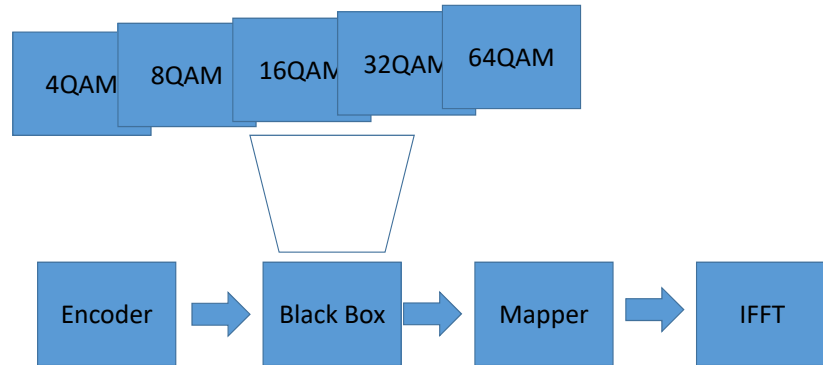 4QAM
8QAM
16QAM
32QAM
64QAM
Encoder
Black Box
Mapper
IFFT